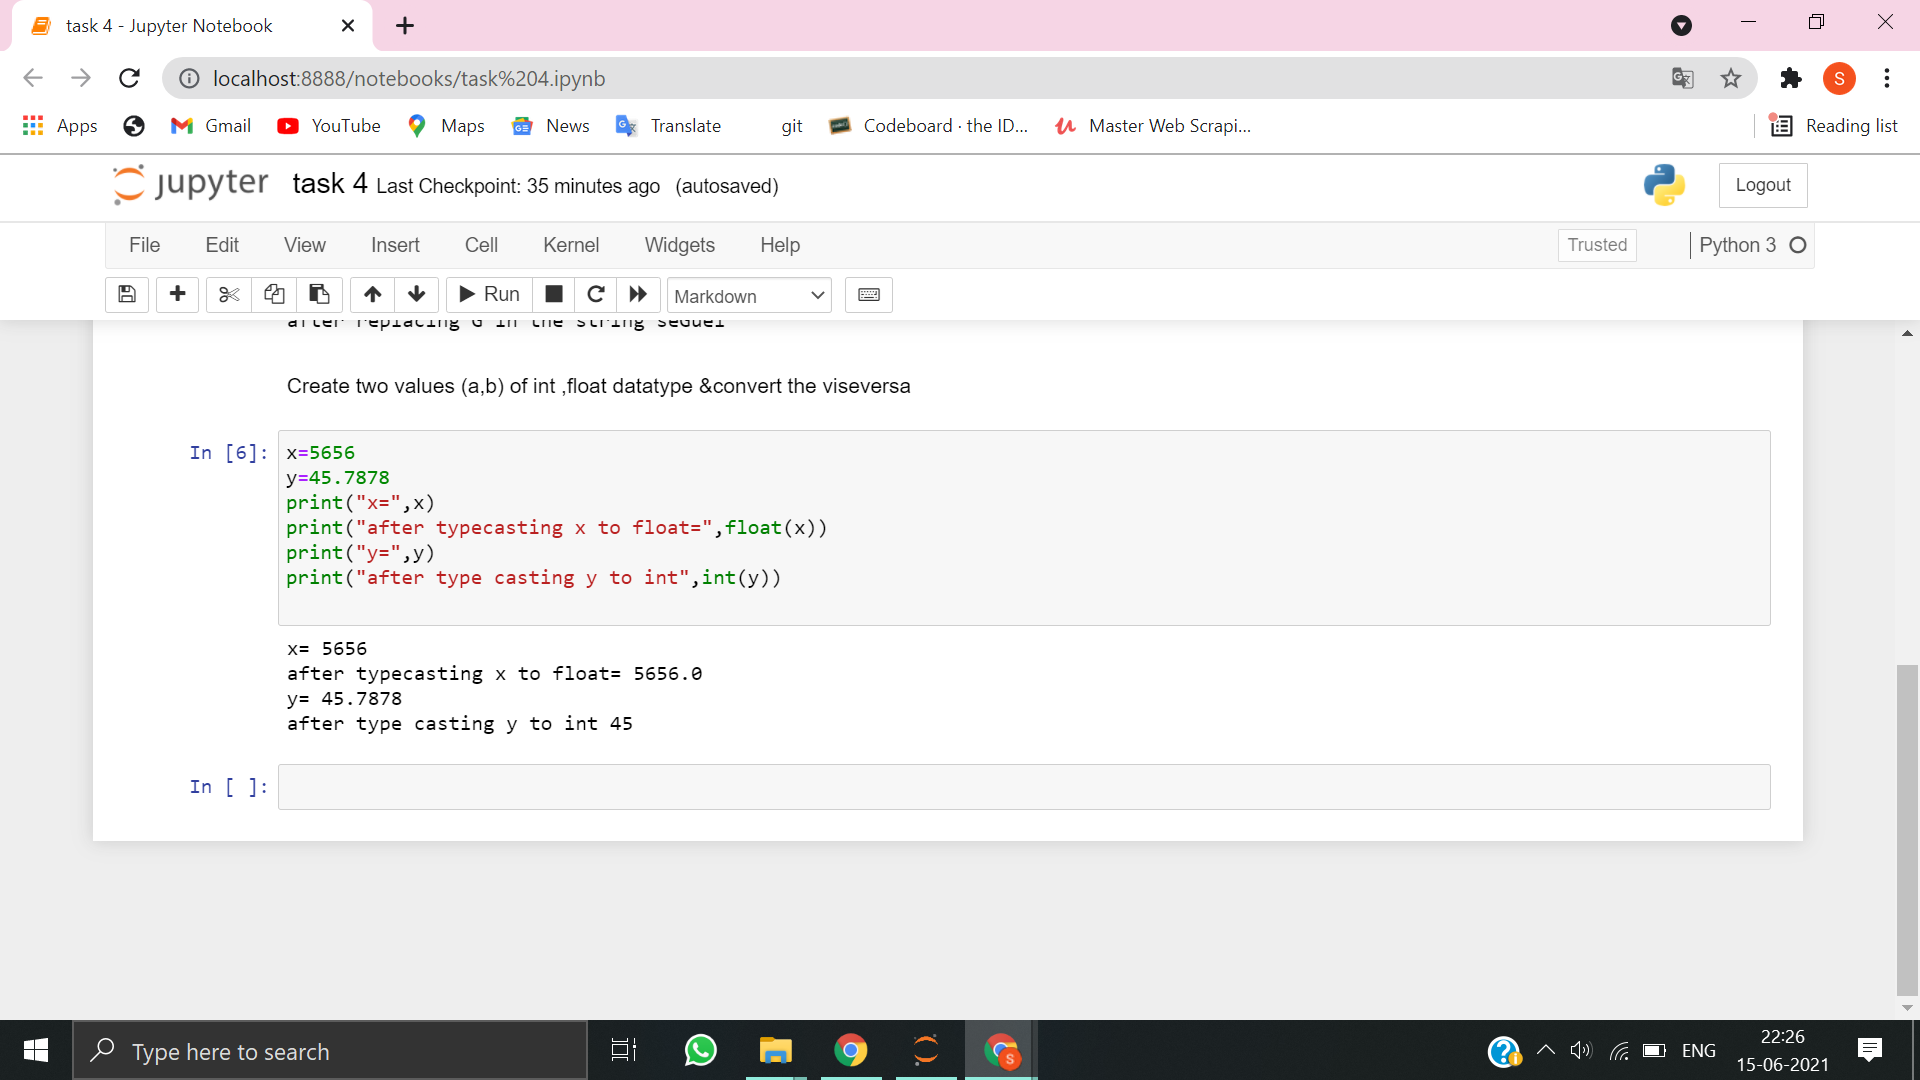 task 4 - Jupyter Notebook
localhost:8888/notebooks/task%204.ipynb
S
Apps Gmail YouTube Maps News Translate git Codeboard · the ID... Master Web Scrapi... Reading list
jupyter task 4 Last Checkpoint: 35 minutes ago (autosaved) Logout
File Edit View Insert Cell Kernel Widgets Help Trusted Python 3
Run Markdown
after replacing G in the string seGuel
Create two values (a,b) of int ,float datatype &convert the viseversa
In [6]: x=5656
y=45.7878
print("x=",x)
print("after typecasting x to float=",float(x))
print("y=",y)
print("after type casting y to int",int(y))
x= 5656
after typecasting x to float= 5656.0
y= 45.7878
after type casting y to int 45
In [ ]:
Type here to search
S
ENG
22:26
15-06-2021